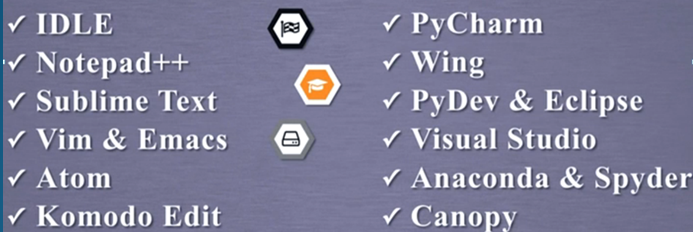 ✓ IDLE
✓ Notepad++
✓ Sublime Text
✓ Vim & Emacs
✓ Atom
✓ Komodo Edit
✓ PyCharm
✓ Wing
✓ PyDev & Eclipse
✓ Visual Studio
✓ Anaconda & Spyder
✓ Canopy